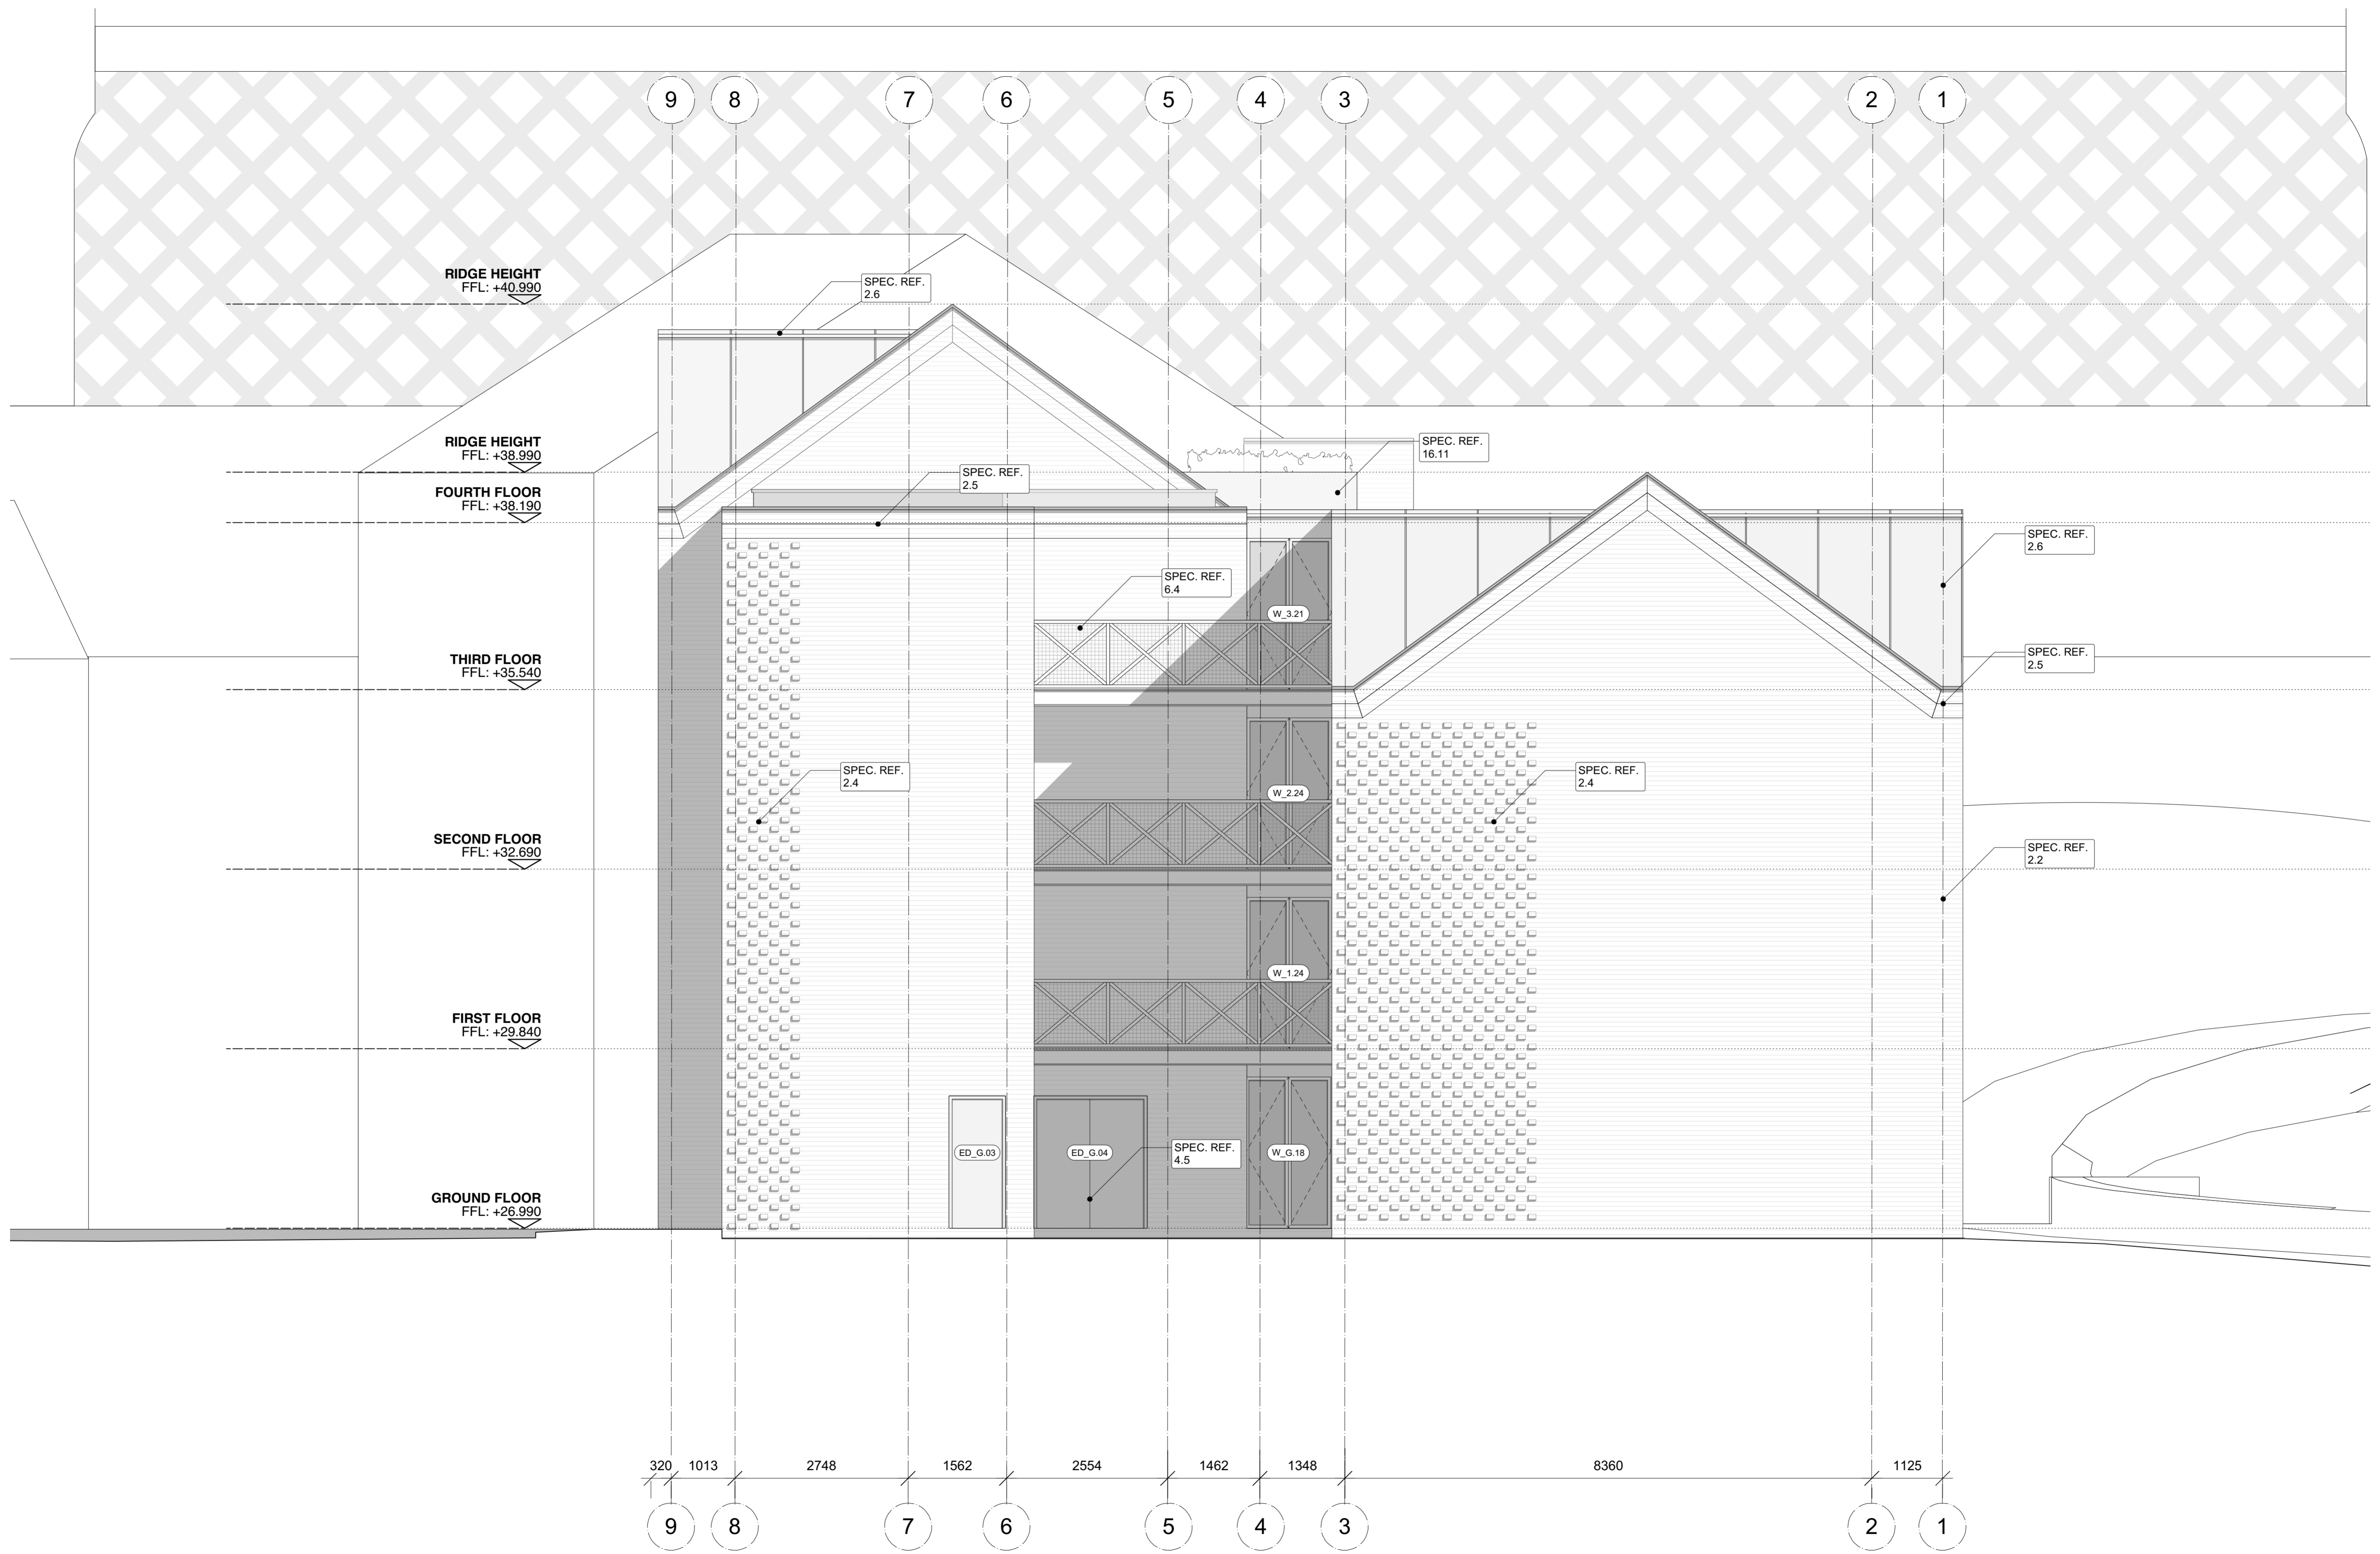 9 8 7 6 5 4 3 2 1
RIDGE HEIGHT
FFL: +40.990
SPEC. REF.
2.6
RIDGE HEIGHT
FFL: +38.990
SPEC. REF.
16.11
SPEC. REF.
2.5
FOURTH FLOOR
FFL: +38.190
SPEC. REF.
2.6
SPEC. REF.
6.4
W_3.21
THIRD FLOOR
FFL: +35.540
SPEC. REF.
2.5
SPEC. REF.
2.4
SPEC. REF.
2.4
W_2.24
SECOND FLOOR
FFL: +32.690
SPEC. REF.
2.2
W_1.24
FIRST FLOOR
FFL: +29.840
ED_G.03
ED_G.04
SPEC. REF.
4.5
W_G.18
GROUND FLOOR
FFL: +26.990
320 1013 2748 1562 2554 1462 1348 8360 1125
9 8 7 6 5 4 3 2 1